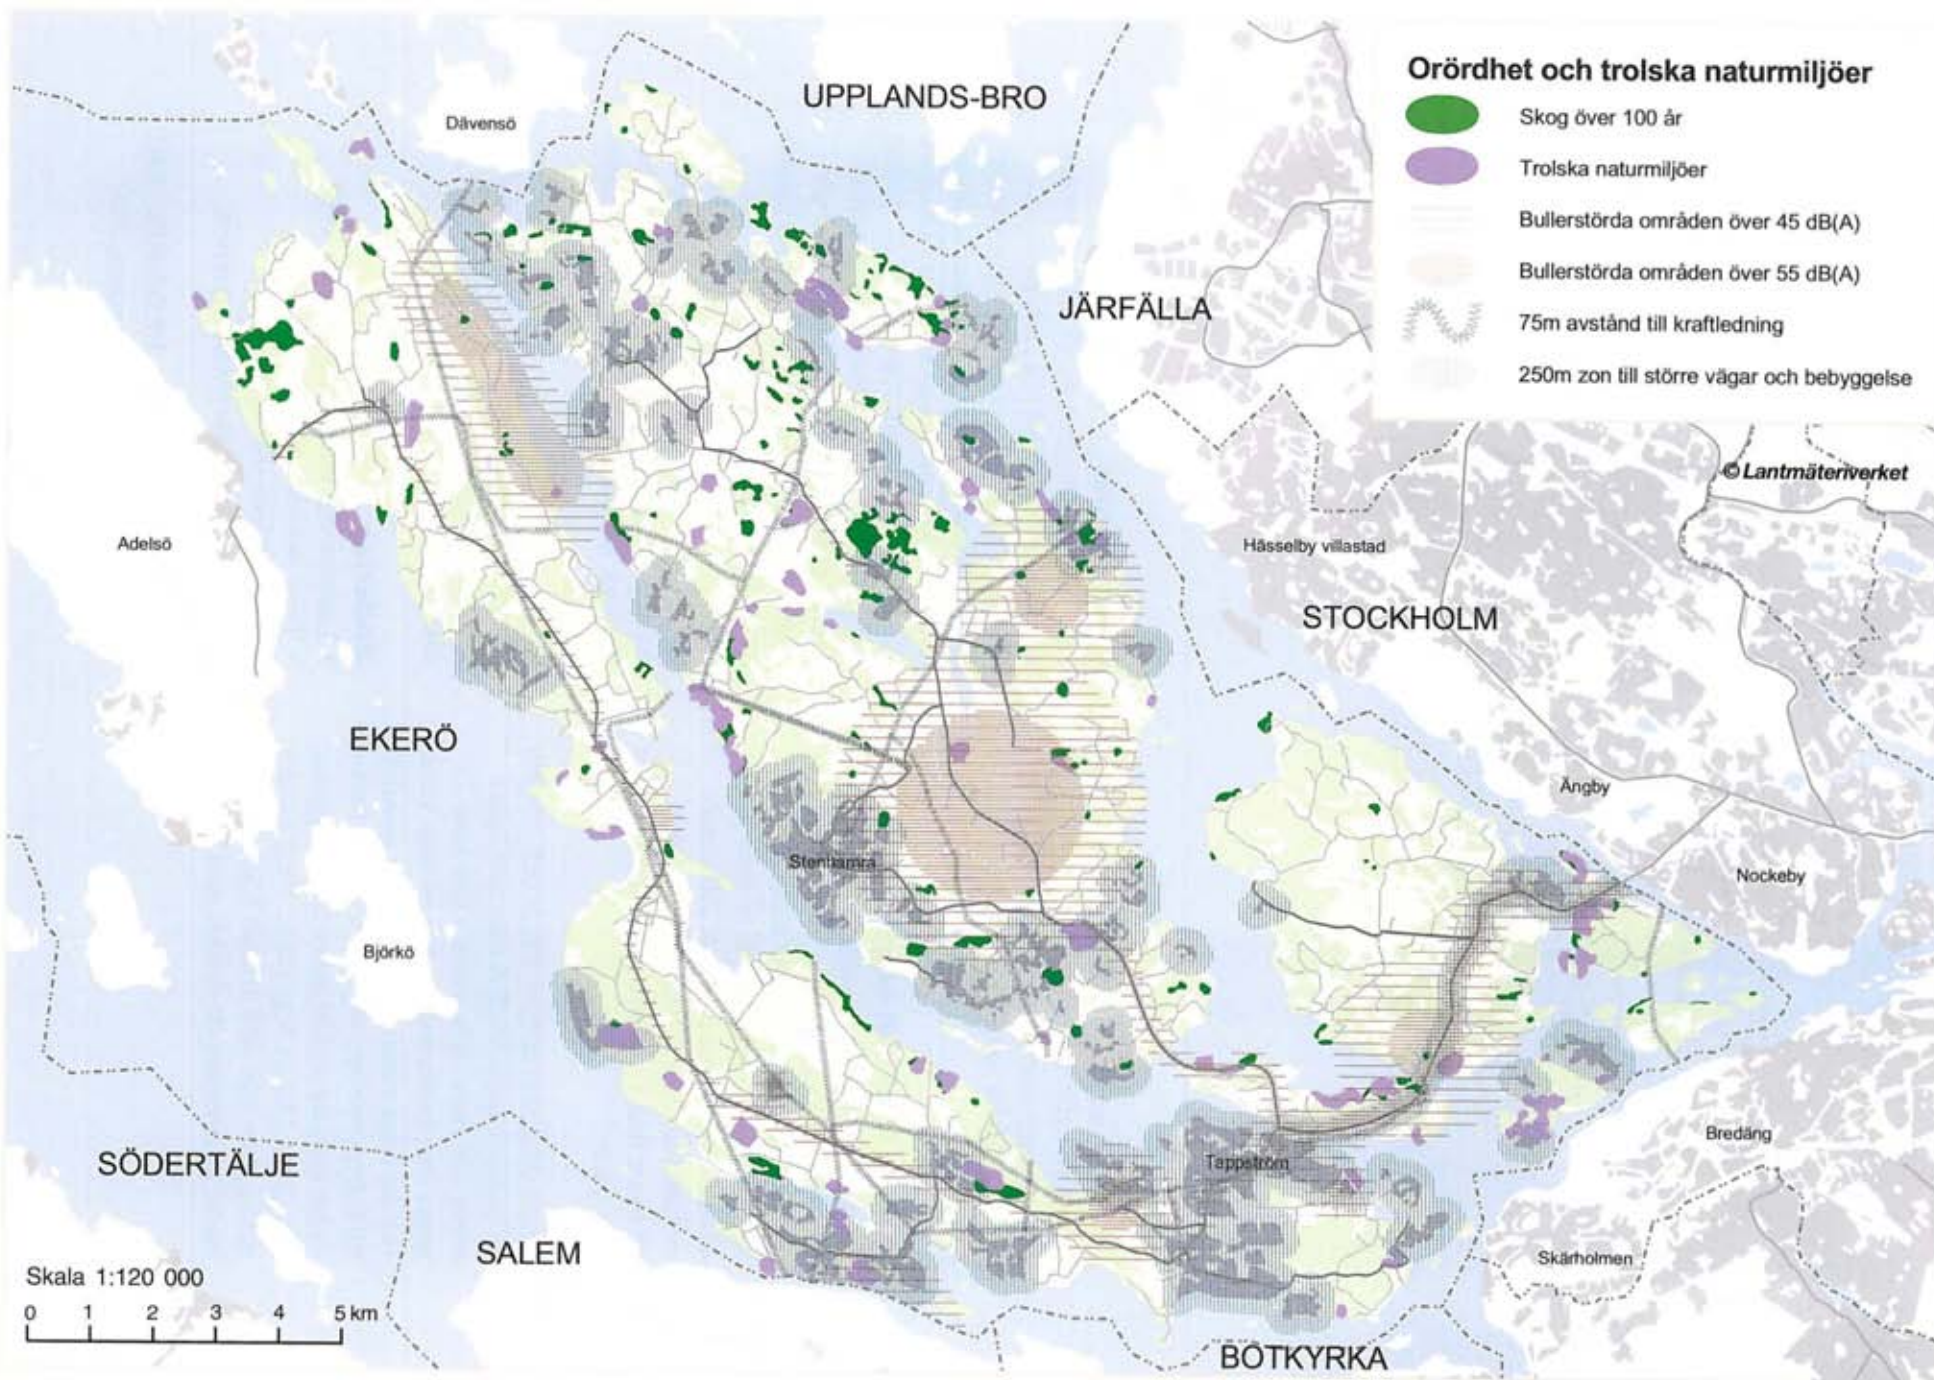 Orördhet och trolska naturmiljöer
Skog över 100 år
Trolska naturmiljöer
Bullerstörda områden över 45 dB(A)
Bullerstörda områden över 55 dB(A)
75m avstånd till kraftledning
250m zon till större vägar och bebyggelse
© Lantmäteriverket
UPPLANDS-BRO
Dävensö
JÄRFÄLLA
Adelsö
Hässelby villastad
STOCKHOLM
EKERÖ
Ängby
Stenhamra
Nockeby
Björkö
Bredäng
SÖDERTÄLJE
Tappström
SALEM
Skärholmen
Skala 1:120 000
0 1 2 3 4 5 km
BOTKYRKA